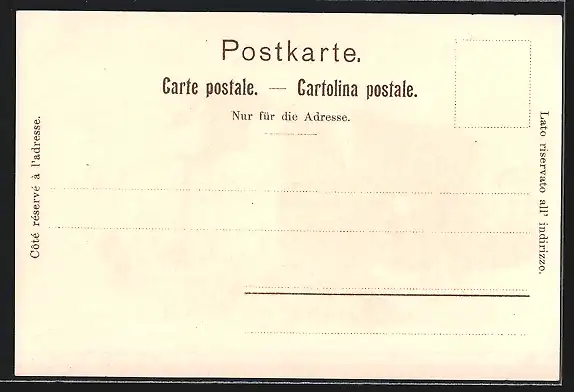 Postkarte.
Carte postale. — Cartolina postale.
Nur für die Adresse.
Côté réservé à l'adresse.
Lato riservato all' indirizzo.